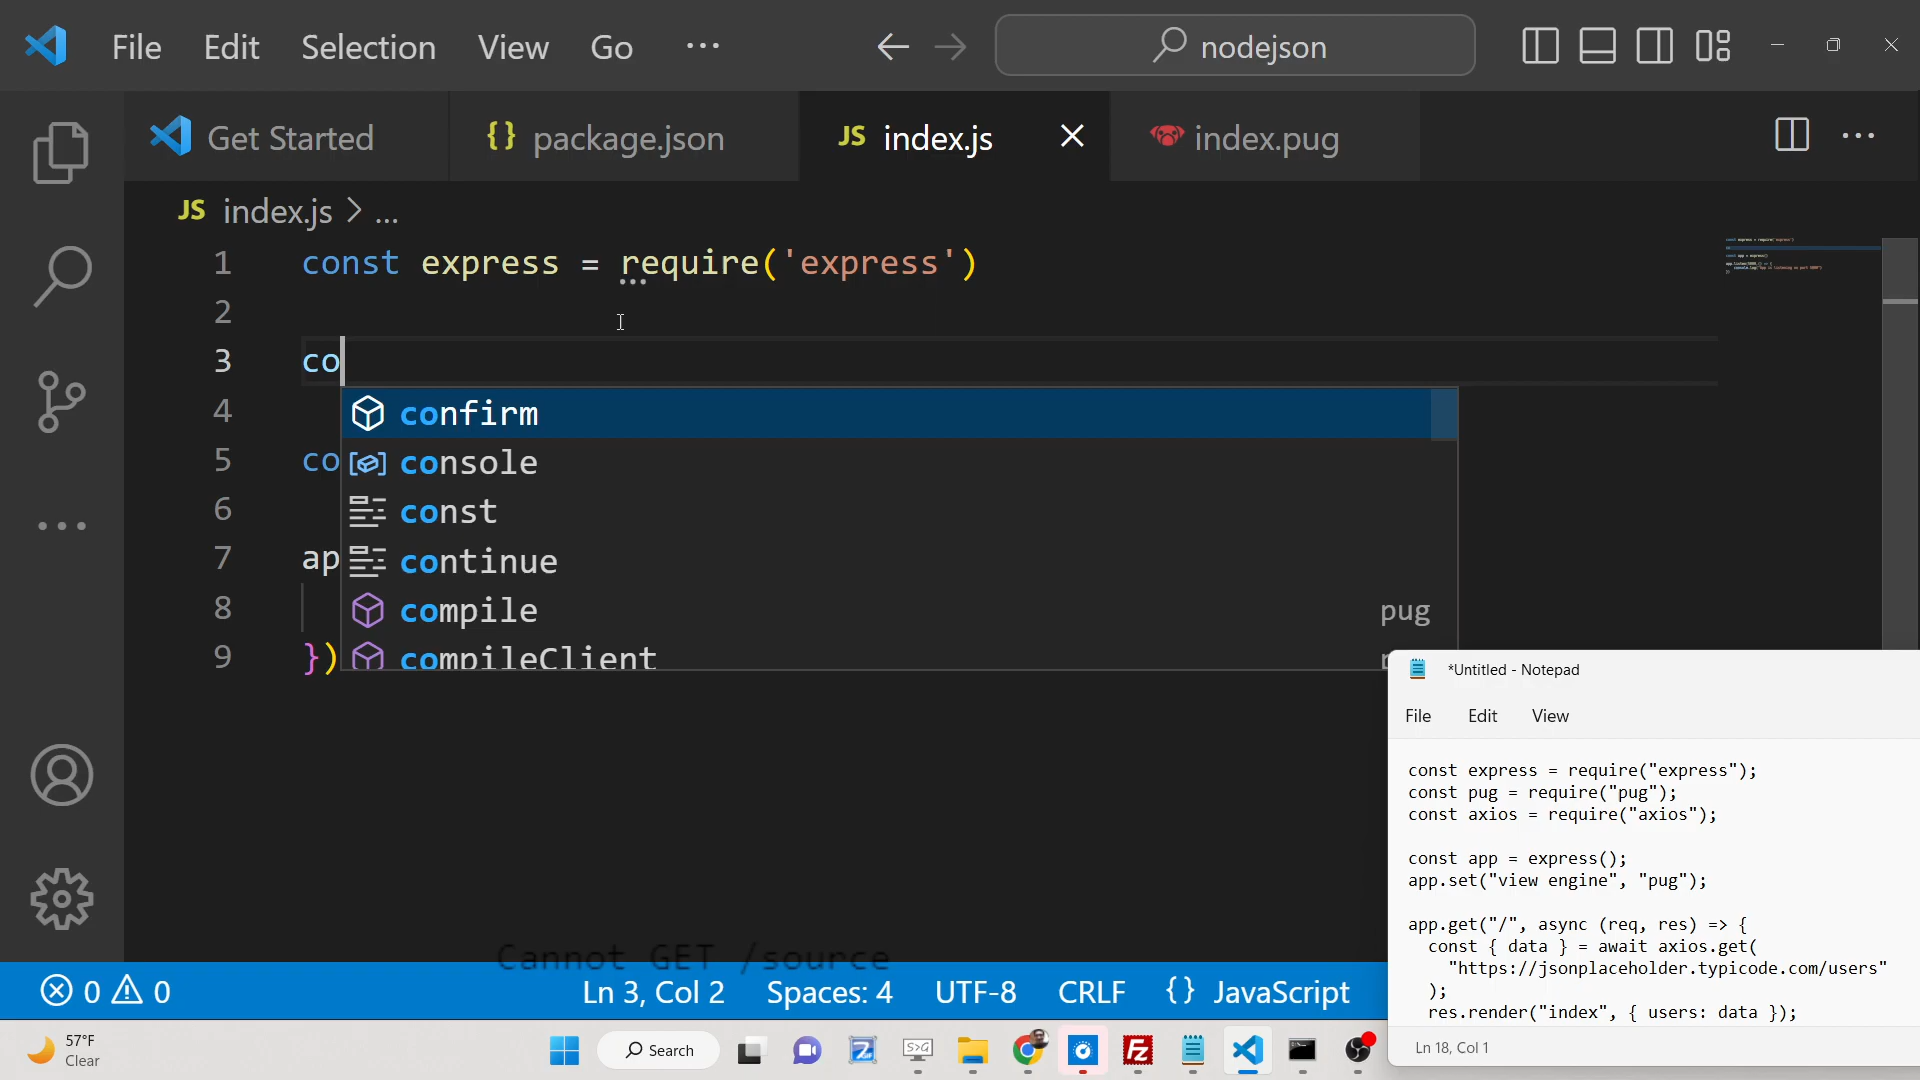 File Edit Selection View Go ...
nodejson
Get Started
{} package.json
JS index.js
index.pug
JS index.js > ...
1 const express = require('express')
2
3 co
4
5 co
6
7 ap
8
9 })
confirm
console
const
continue
compile pug
compileClient
*Untitled - Notepad
File Edit View
const express = require("express");
const pug = require("pug");
const axios = require("axios");
const app = express();
app.set("view engine", "pug");
app.get("/", async (req, res) => {
const { data } = await axios.get(
"https://jsonplaceholder.typicode.com/users"
);
res.render("index", { users: data });
Ln 18, Col 1
Cannot GET /source
0 0
Ln 3, Col 2 Spaces: 4 UTF-8 CRLF {} JavaScript
57°F
Clear
Search